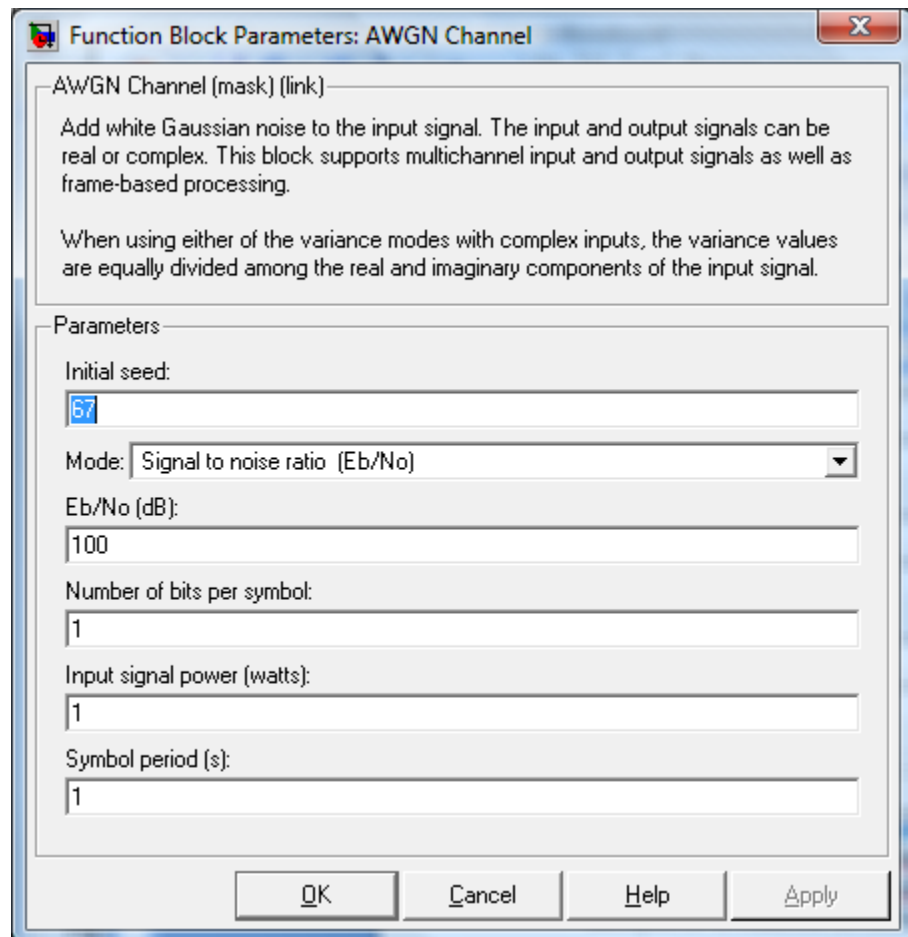 Function Block Parameters: AWGN Channel
AWGN Channel (mask) (link)
Add white Gaussian noise to the input signal. The input and output signals can be
real or complex. This block supports multichannel input and output signals as well as
frame-based processing.
When using either of the variance modes with complex inputs, the variance values
are equally divided among the real and imaginary components of the input signal.
Parameters
Initial seed:
67
Mode: Signal to noise ratio  (Eb/No)
Eb/No (dB):
100
Number of bits per symbol:
1
Input signal power (watts):
1
Symbol period (s):
1
OK Cancel Help Apply